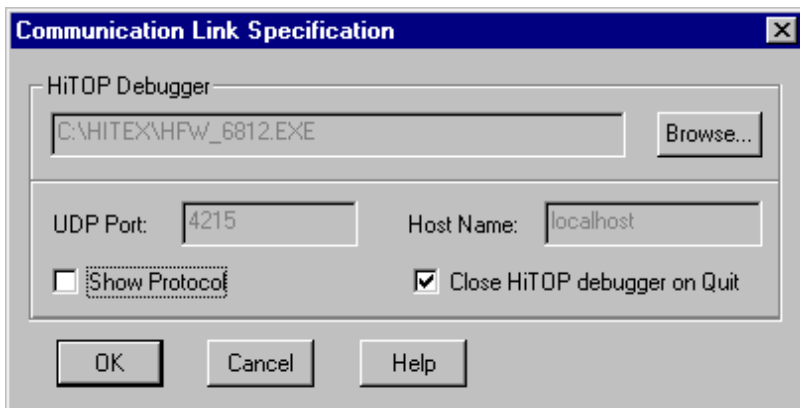 Communication Link Specification
HiTOP Debugger
C:\HITEX\HFW_6812.EXE Browse...
UDP Port: 4215 Host Name: localhost
Show Protocol Close HiTOP debugger on Quit
OK Cancel Help